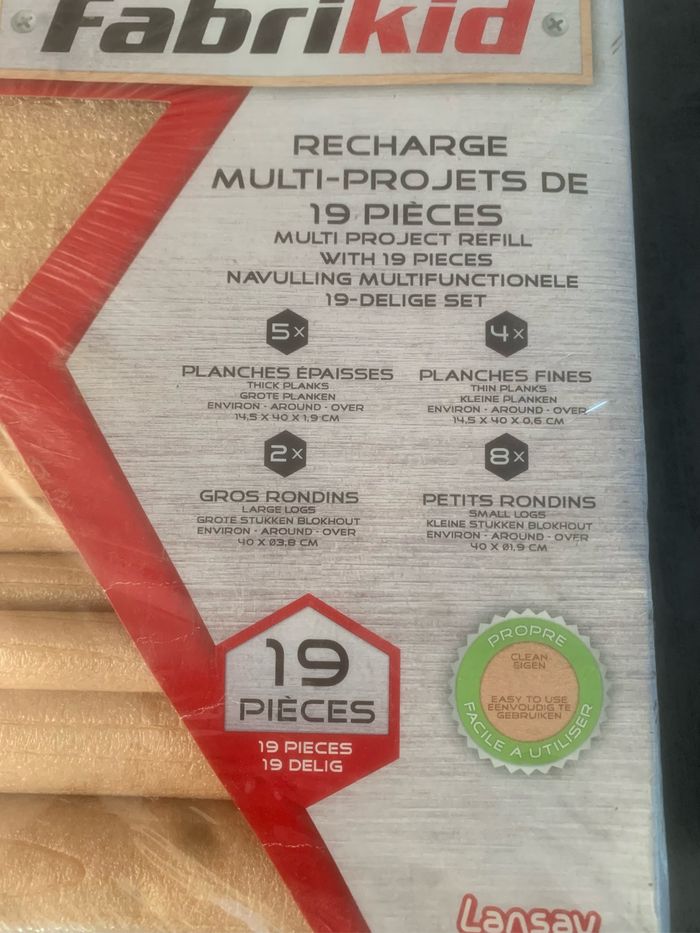 Fabrikid
RECHARGE
MULTI-PROJETS DE
19 PIÈCES
MULTI PROJECT REFILL
WITH 19 PIECES
NAVULLING MULTIFUNCTIONELE
19-DELIGE SET
5x
PLANCHES ÉPAISSES
THICK PLANKS
GROTE PLANKEN
ENVIRON - AROUND - OVER
14,5 X 40 X 1,9 CM
4x
PLANCHES FINES
THIN PLANKS
KLEINE PLANKEN
ENVIRON - AROUND - OVER
14,5 X 40 X 0,6 CM
2x
GROS RONDINS
LARGE LOGS
GROTE STUKKEN BLOKHOUT
ENVIRON - AROUND - OVER
40 X Ø3,8 CM
8x
PETITS RONDINS
SMALL LOGS
KLEINE STUKKEN BLOKHOUT
ENVIRON - AROUND - OVER
40 X Ø1,9 CM
19
PIÈCES
19 PIECES
19 DELIG
PROPRE
CLEAN
EIGEN
EASY TO USE
EENVOUDIG TE
GEBRUIKEN
FACILE A UTILISER
Lansay